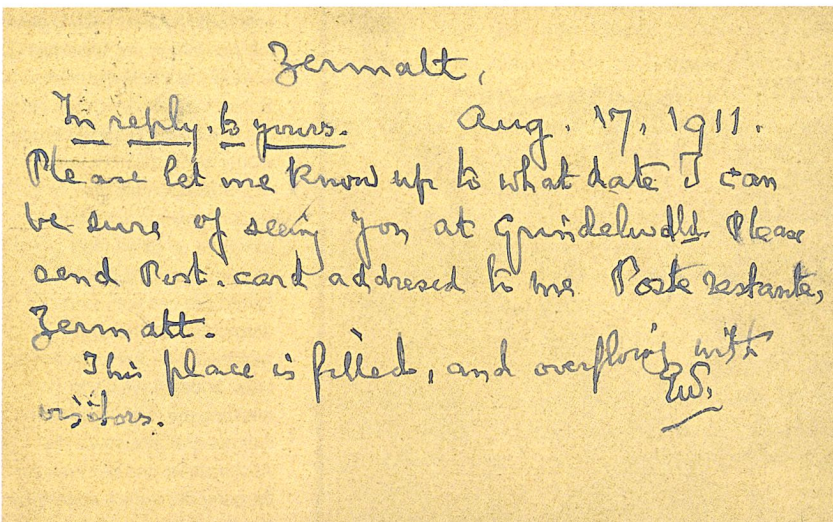 Zermatt,
In reply to yours. Aug. 17, 1911.
Please let me know up to what date I can
be sure of seeing you at Grindelwald. Please
send Post.card addresed to me Poste restante,
Zermatt.
This place is filled, and overflowing with
visitors.